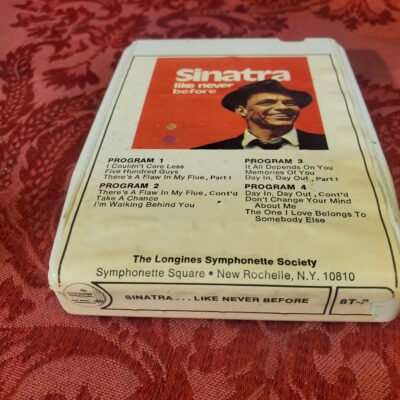 Sinatra
like never
before
PROGRAM 1
I Couldn't Care Less
Five Hundred Guys
There's A Flaw In My Flue, Part I
PROGRAM 2
There's A Flaw In My Flue, Cont'd
Take A Chance
I'm Walking Behind You
PROGRAM 3
It All Depends On You
Memories Of You
Day In, Day Out, Part I
PROGRAM 4
Day In, Day Out, Cont'd
Don't Change Your Mind
About Me
The One I Love Belongs To
Somebody Else
The Longines Symphonette Society
Symphonette Square • New Rochelle, N.Y. 10810
SINATRA . . . LIKE NEVER BEFORE
8T-